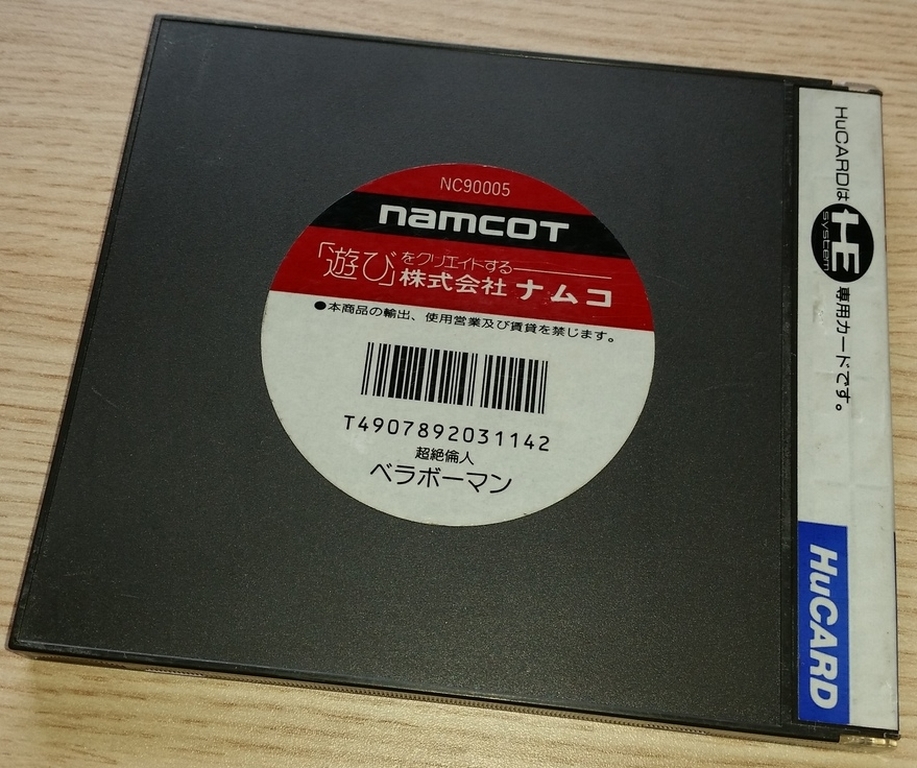 NC90005
namcoT
「遊び」をクリエイトする
株式会社 ナムコ
●本商品の輸出、使用営業及び賃貸を禁じます。
T4907892031142
超絶倫人
ベラボーマン
HuCARDは HE system 専用カードです。
HuCARD